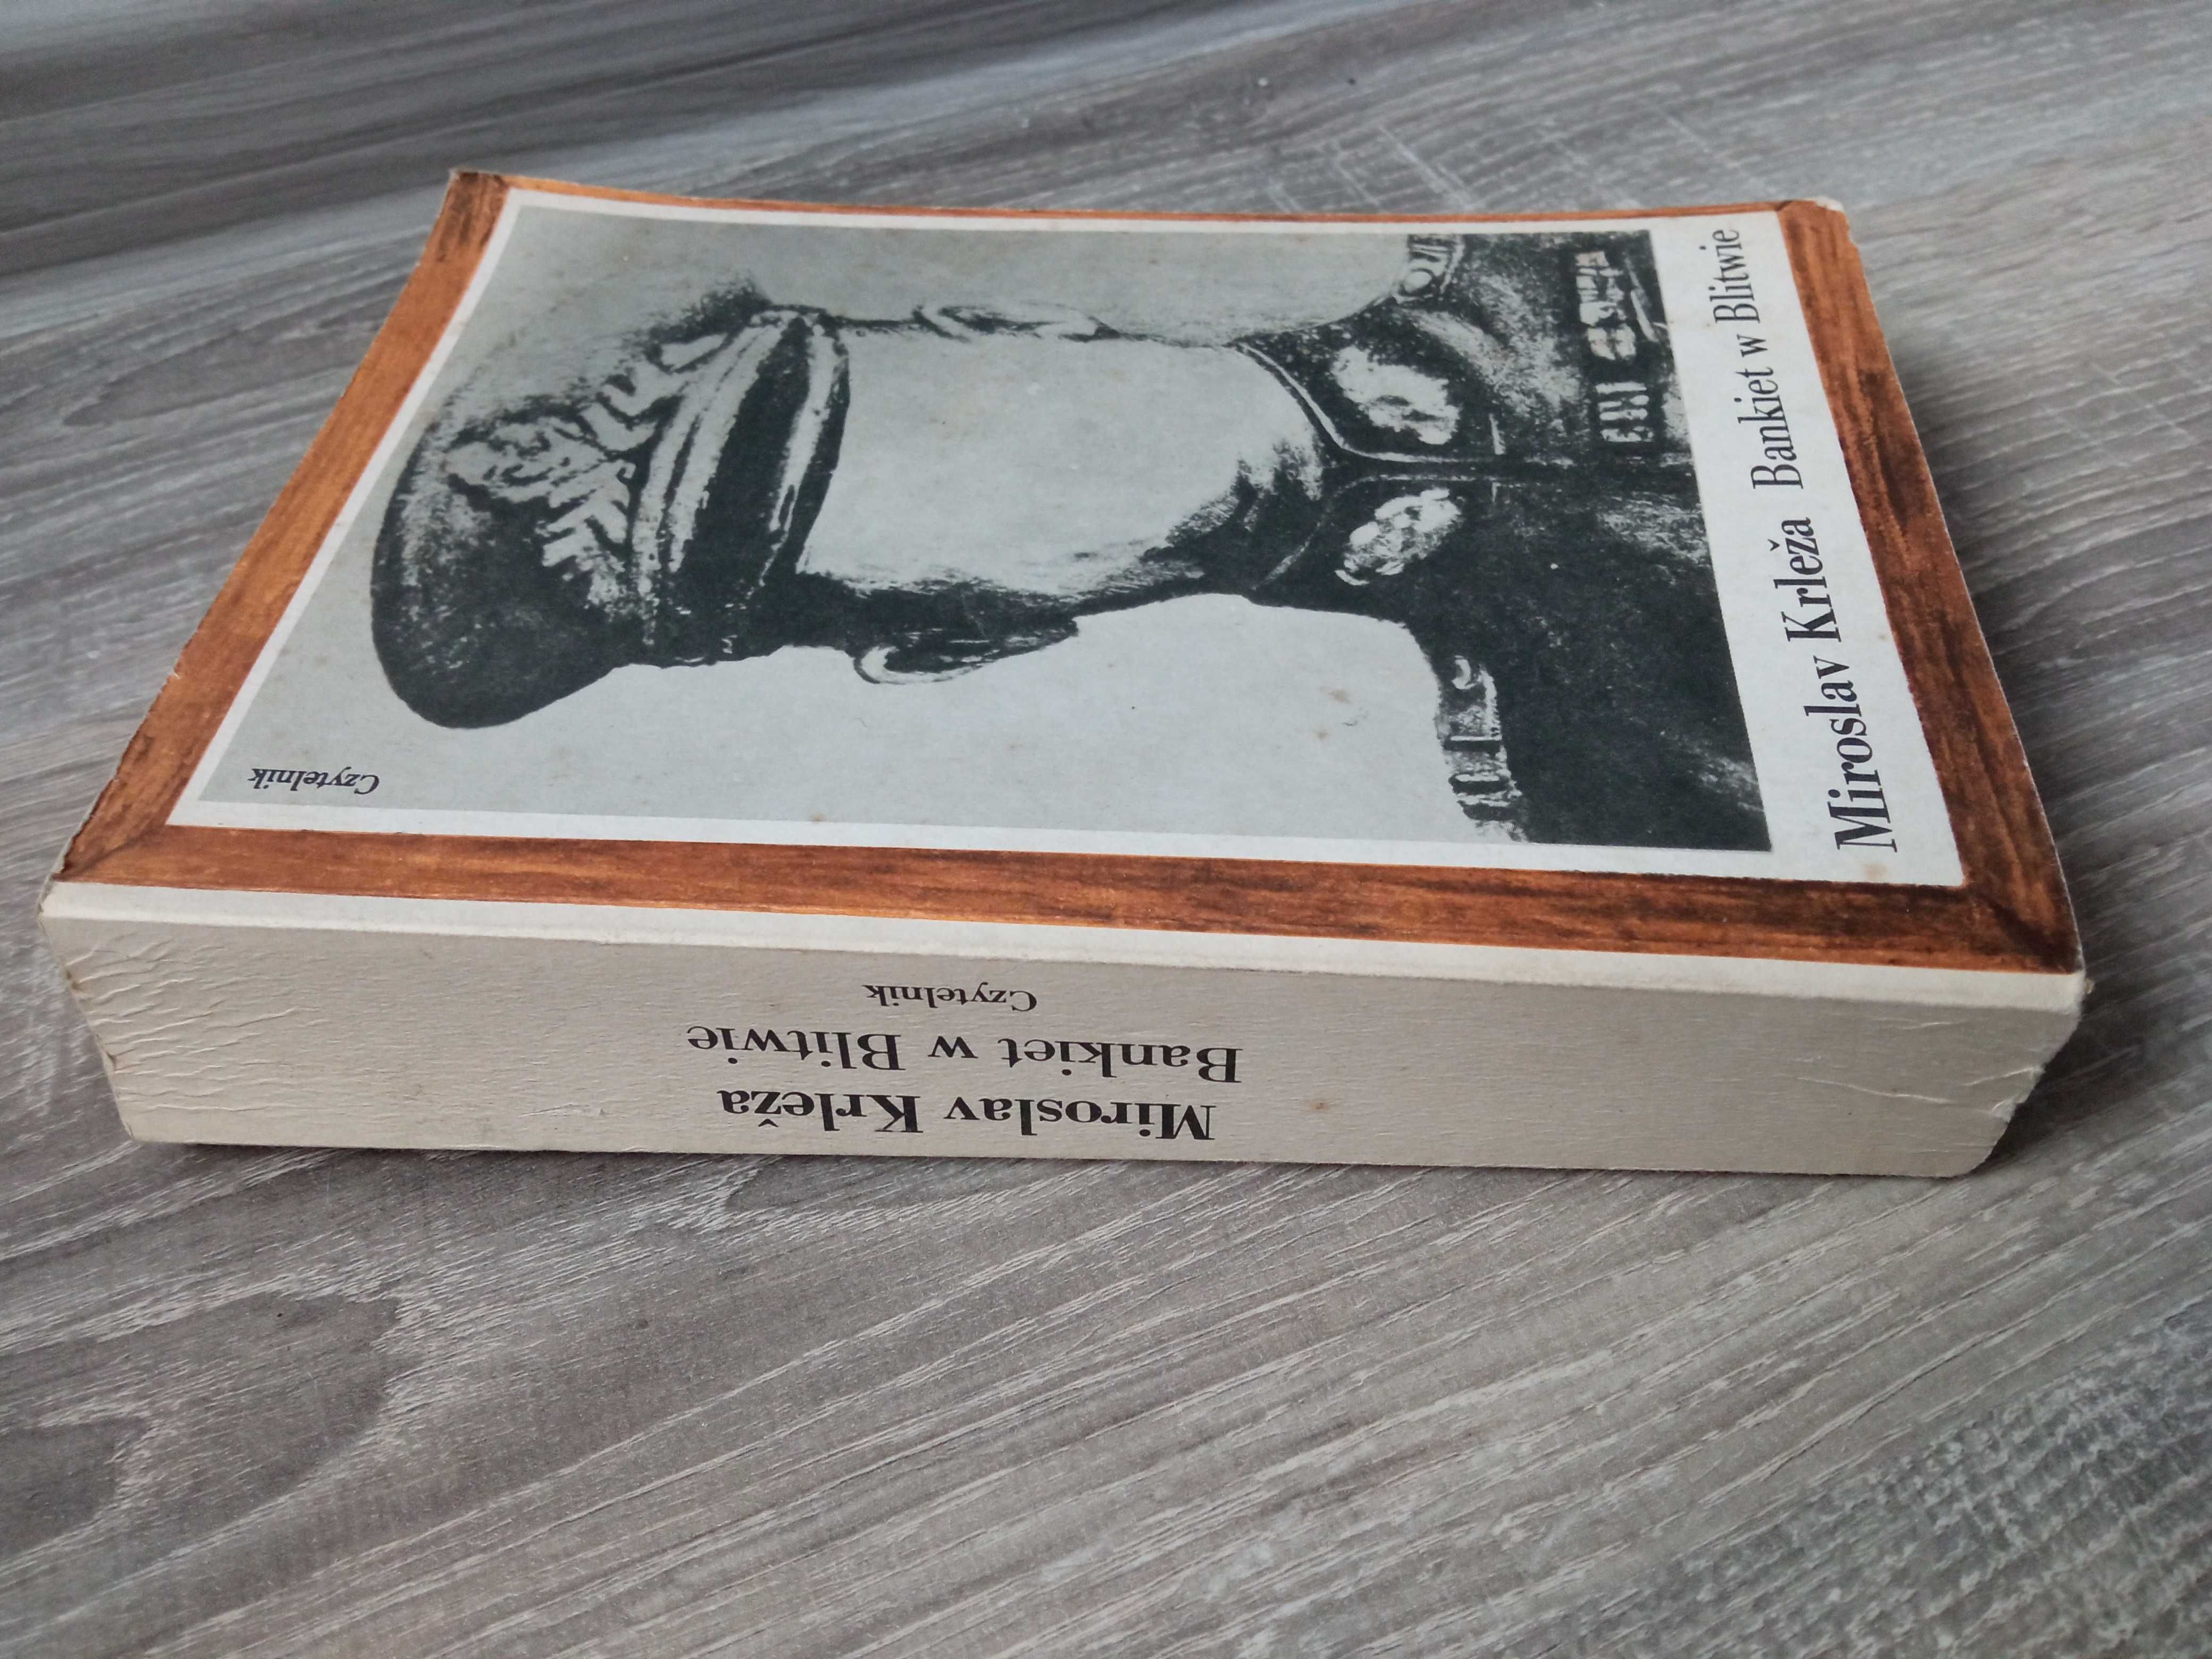 Czytelnik
Miroslav Krleža Bankiet w Blitwie
Miroslav Krleža
Bankiet w Blitwie
Czytelnik